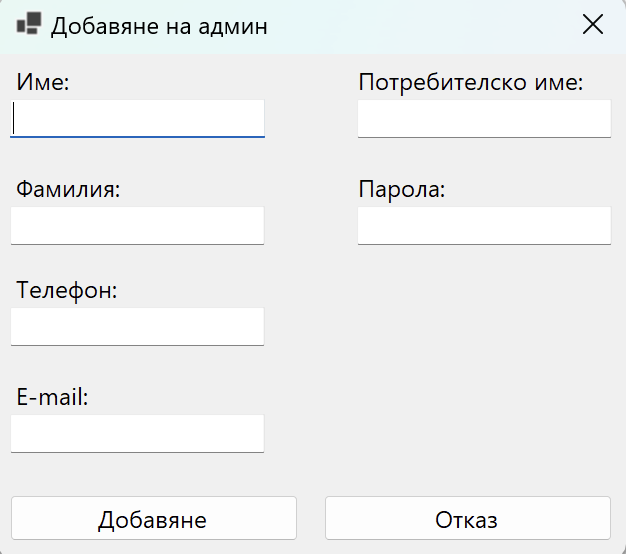 Добавяне на админ
Име:
Потребителско име:
Фамилия:
Парола:
Телефон:
E-mail:
Добавяне
Отказ